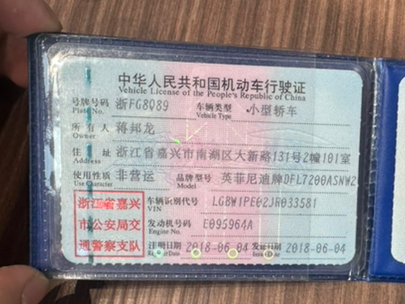 中华人民共和国机动车行驶证
Vehicle License of the People's Republic of China
号牌号码 浙FG8Q89 车辆类型 小型轿车
Plate No. Vehicle Type
所有人 蒋邦龙
Owner
住址 浙江省嘉兴市南湖区大新路131号2幢101室
Address
使用性质 非营运 品牌型号 英菲尼迪牌DFL7200ASNW2
Use Character Model
浙江省嘉兴 车辆识别代号 LGBW1PE02JR033581
VIN
市公安局交 发动机号码 E095964A
Engine No.
通警察支队 注册日期 2018-06-04 发证日期 2018-06-04
Register Date Issue Date